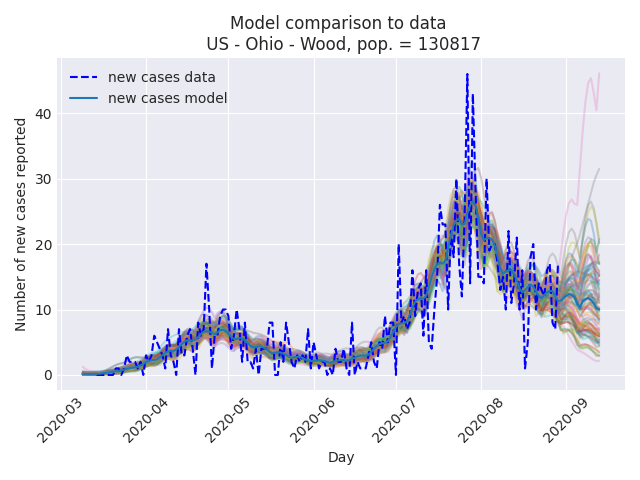 Model comparison to data
US - Ohio - Wood, pop. = 130817
new cases data
new cases model
Number of new cases reported
40
30
20
10
0
2020-03
2020-04
2020-05
2020-06
2020-07
2020-08
2020-09
Day